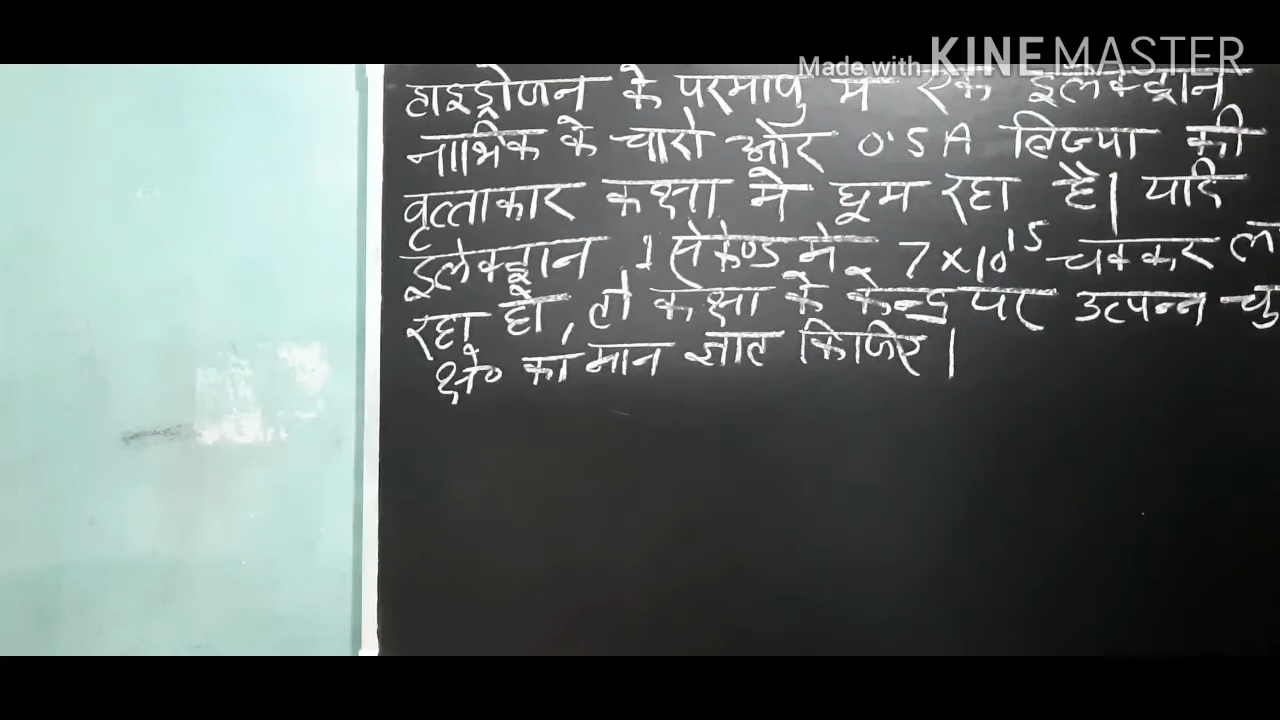 Made with KINEMASTER
हाइड्रोजन के परमाणु में एक इलेक्ट्रान
नाभिक के चारो ओर 0.5 A त्रिज्या की
वृत्ताकार कक्षा मे घूम रहा है। यदि
इलेक्ट्रान 1 सेकेण्ड मे 7×10¹⁵ चक्कर ल
रहा हो, तो कक्षा के केन्द्र पर उत्पन्न चु
क्षे० का मान ज्ञात किजिए।